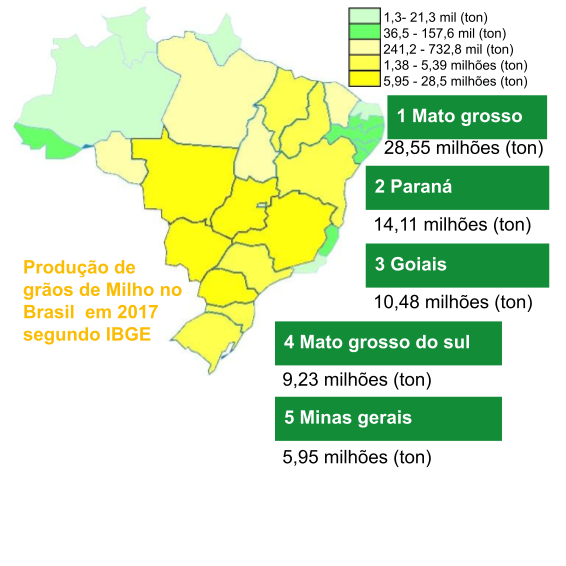 1,3- 21,3 mil (ton)
36,5 - 157,6 mil (ton)
241,2 - 732,8 mil (ton)
1,38 - 5,39 milhões (ton)
5,95 - 28,5 milhões (ton)
1 Mato grosso
28,55 milhões (ton)
2 Paraná
14,11 milhões (ton)
3 Goiais
10,48 milhões (ton)
Produção de
grãos de Milho no
Brasil em 2017
segundo IBGE
4 Mato grosso do sul
9,23 milhões (ton)
5 Minas gerais
5,95 milhões (ton)